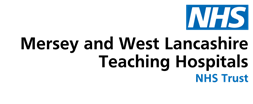 NHS
Mersey and West Lancashire
Teaching Hospitals
NHS Trust